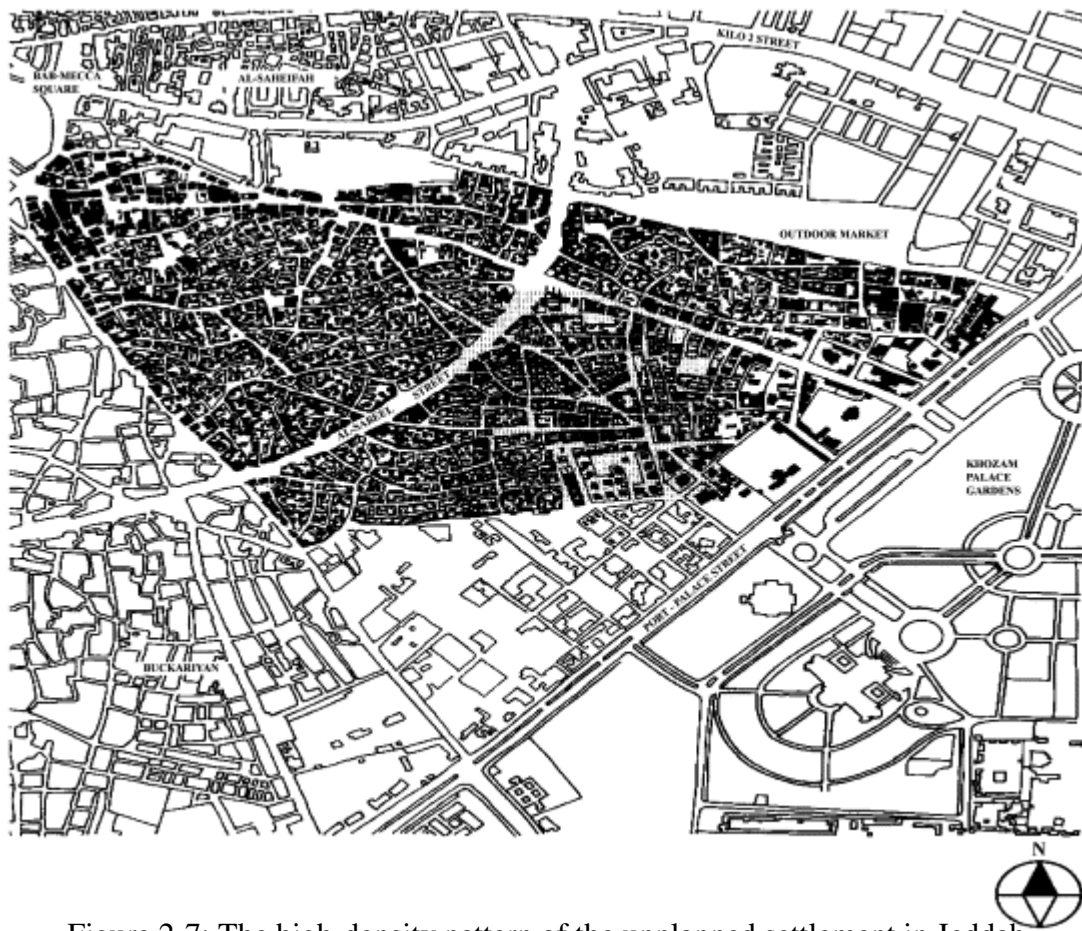 KILO 2 STREET
BAB-MECCA
SQUARE
AL-SAHEIFAH
OUTDOOR MARKET
AL-SABEEL STREET
KHOZAM
PALACE
GARDENS
PORT - PALACE STREET
BUCKARIYAN
N
Figure 2-7: The high-density pattern of the unplanned settlement in Jeddah